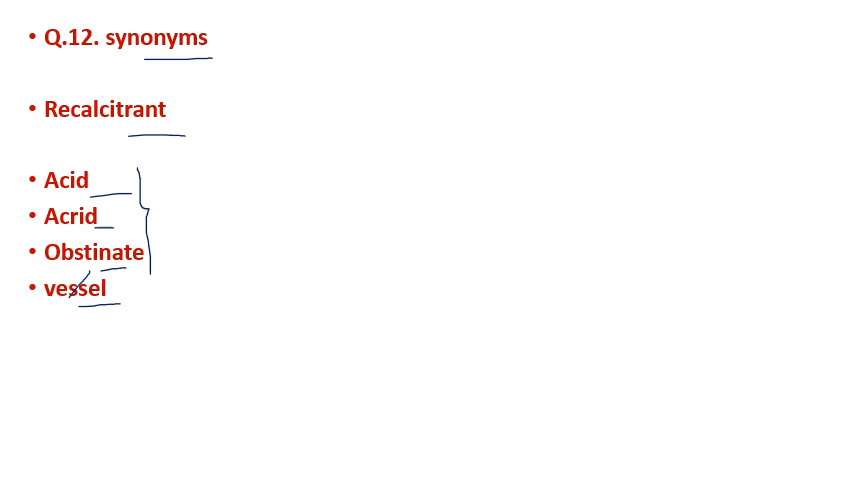 • Q.12. synonyms
• Recalcitrant
• Acid
• Acrid
• Obstinate
• vessel